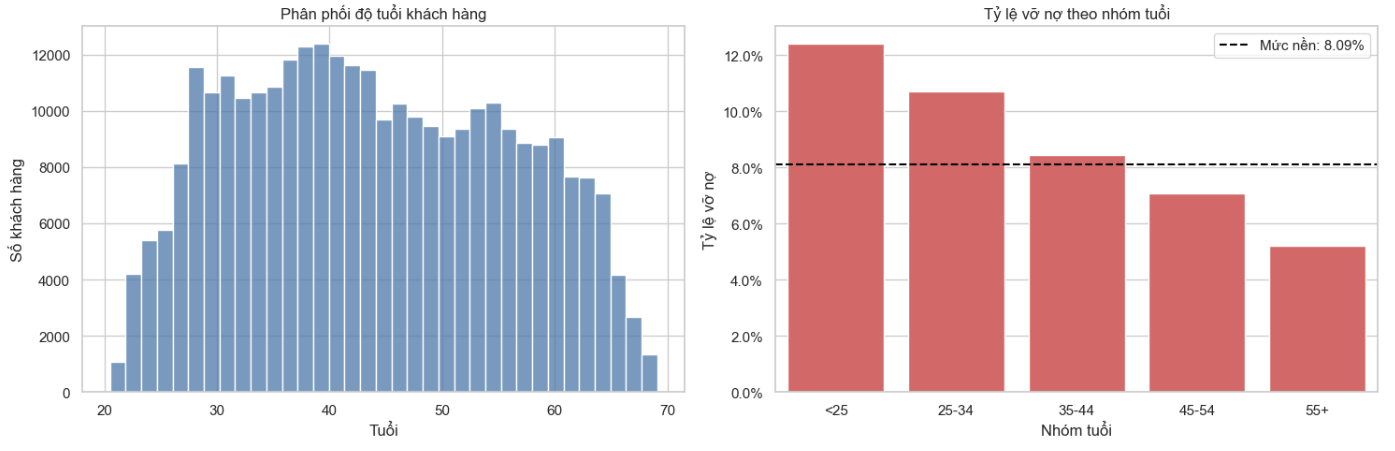 Phân phối độ tuổi khách hàng
12000
10000
8000
6000
4000
2000
0
Số khách hàng
20 30 40 50 60 70
Tuổi
Tỷ lệ vỡ nợ theo nhóm tuổi
Mức nền: 8.09%
12.0%
10.0%
8.0%
6.0%
4.0%
2.0%
0.0%
Tỷ lệ vỡ nợ
<25 25-34 35-44 45-54 55+
Nhóm tuổi